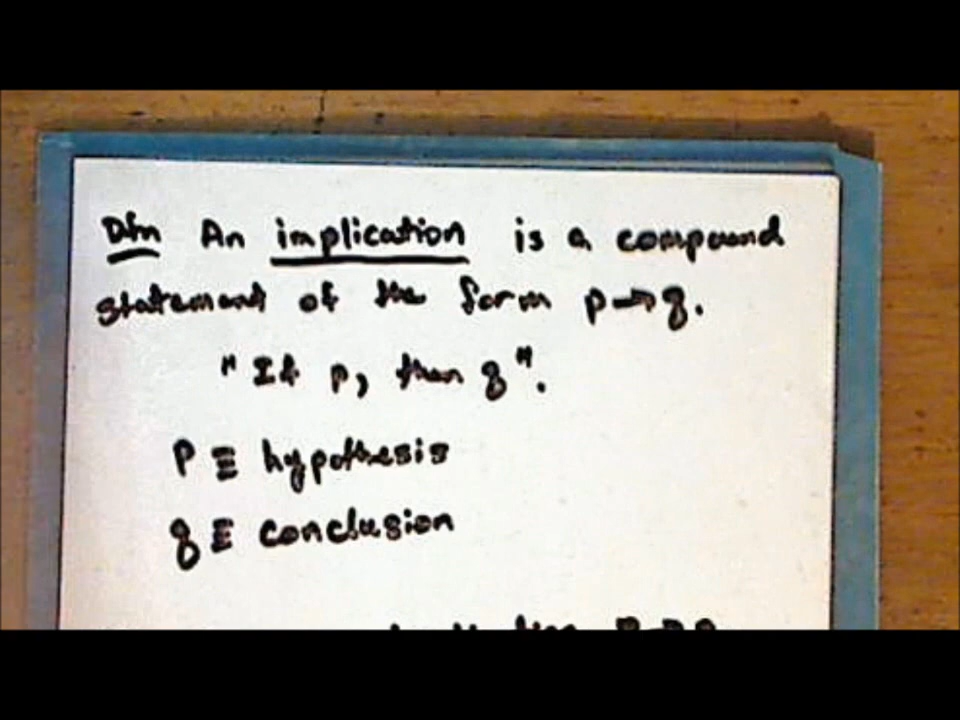 Dfn An implication is a compound
statement of the form p→q.
"If p, then q".
P ≡ hypothesis
q ≡ conclusion